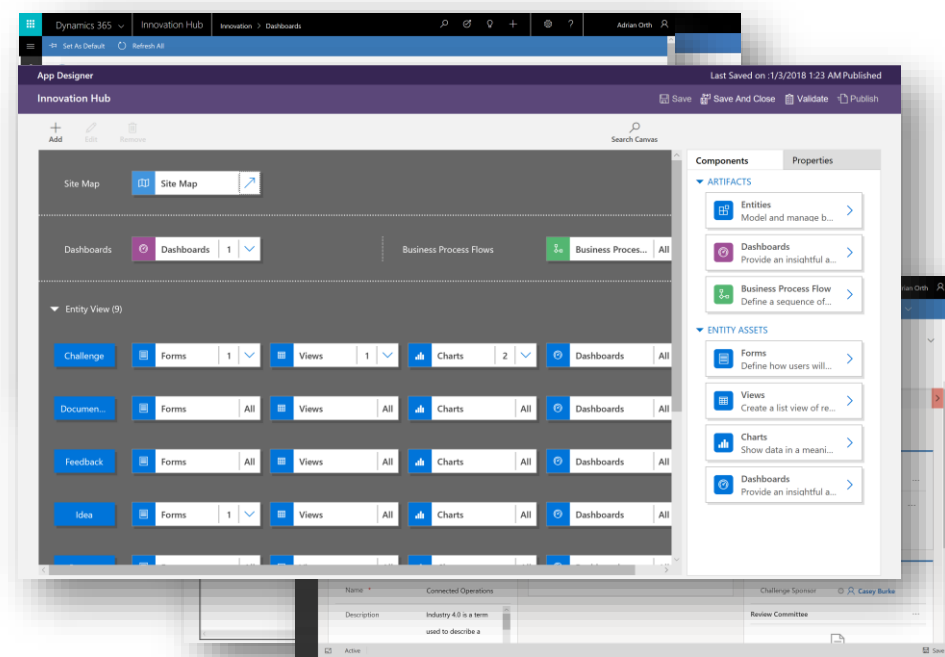 Dynamics 365 Innovation Hub Innovation > Dashboards + ? Adrian Orth
Set As Default Refresh All
App Designer Last Saved on :1/3/2018 1:23 AM Published
Innovation Hub Save Save And Close Validate Publish
Add Edit Remove Search Canvas
Components Properties
Site Map Site Map
ARTIFACTS
Entities
Model and manage b...
Dashboards Dashboards 1 Business Process Flows Business Proces... All
Dashboards
Provide an insightful a...
Business Process Flow
Define a sequence of...
Entity View (9)
ENTITY ASSETS
Challenge Forms 1 Views 1 Charts 2 Dashboards All
Forms
Define how users will...
Documen... Forms All Views All Charts All Dashboards All
Views
Create a list view of re...
Feedback Forms All Views All Charts All Dashboards All
Charts
Show data in a meani...
Idea Forms 1 Views All Charts All Dashboards All
Dashboards
Provide an insightful a...
rian Orth
Name * Connected Operations Challenge Sponsor Casey Burke
Description Industry 4.0 is a term Review Committee ...
used to describe a
Active Save